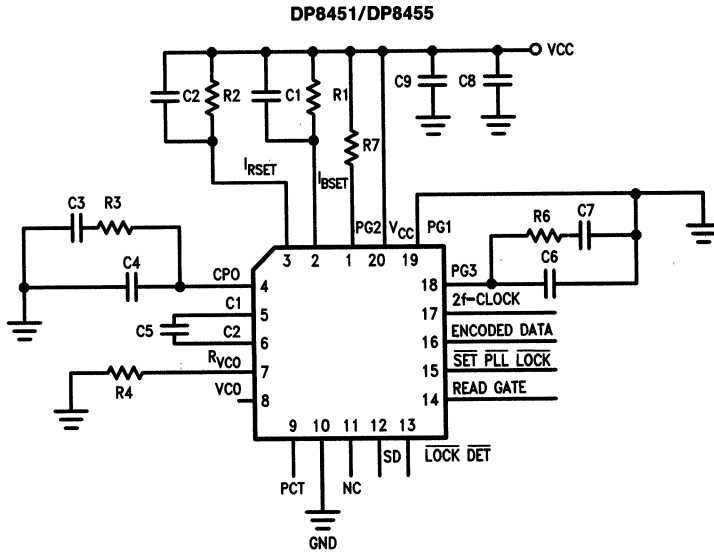 DP8451/DP8455
VCC
C2 R2 C1 R1 C9 C8
R7
IRSET
IBSET
C3 R3
PG2 VCC PG1
R6 C7
C4
CPO
3 2 1 20 19
PG3
C6
4
18
2f-CLOCK
C1
5
17
C5
C2
6
16
ENCODED DATA
RVCO
7
15
SET PLL LOCK
R4
VCO
8
14
READ GATE
9 10 11 12 13
SD
LOCK DET
PCT
NC
GND